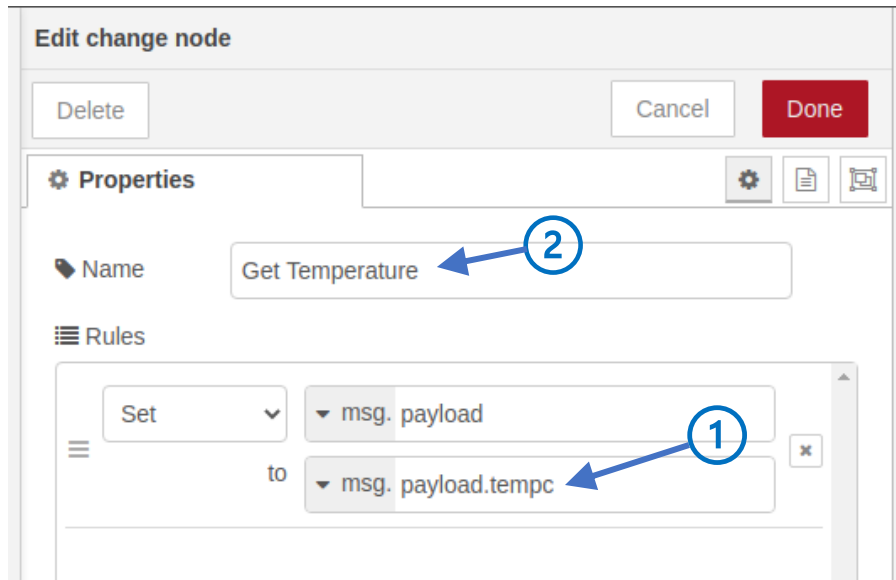 Edit change node
Delete
Cancel
Done
Properties
Name
Get Temperature
2
Rules
Set
msg. payload
1
to
msg. payload.tempc